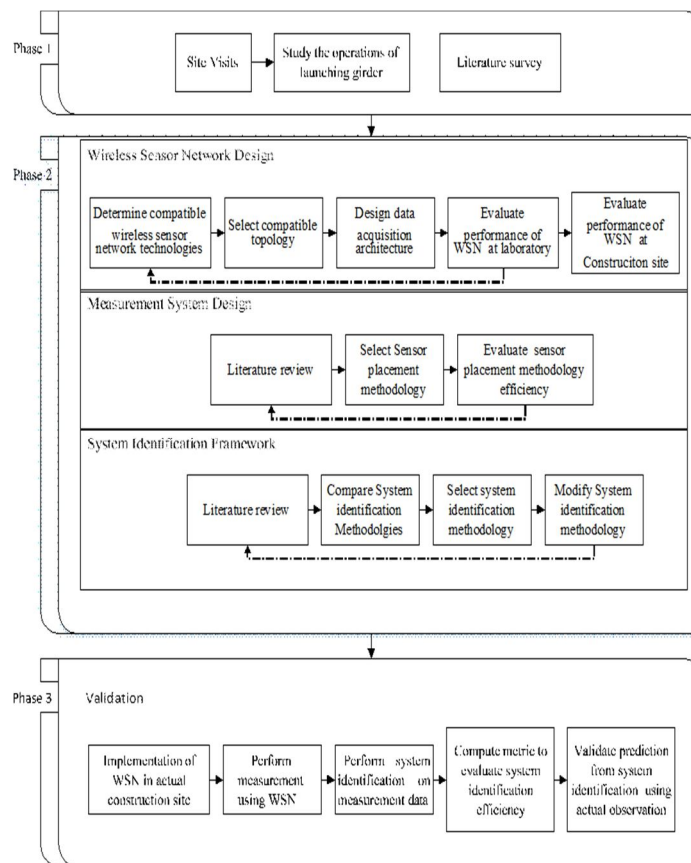 Phase 1
Site Visits
Study the operations of
launching girder
Literature survey
Phase 2
Wireless Sensor Network Design
Determine compatible
wireless sensor
network technologies
Select compatible
topology
Design data
acquisition
architecture
Evaluate
performance of
WSN at laboratory
Evaluate
performance of
WSN at
Construciton site
Measurement System Design
Literature review
Select Sensor
placement
methodology
Evaluate sensor
placement methodology
efficiency
System Identification Framework
Literature review
Compare System
identification
Methodolgies
Select system
identification
methodology
Modify System
identification
methodology
Phase 3
Validation
Implementation of
WSN in actual
construction site
Perform
measurement
using WSN
Perform system
identification on
measurement data
Compute metric to
evaluate system
identification
efficiency
Validate prediction
from system
identification using
actual observation